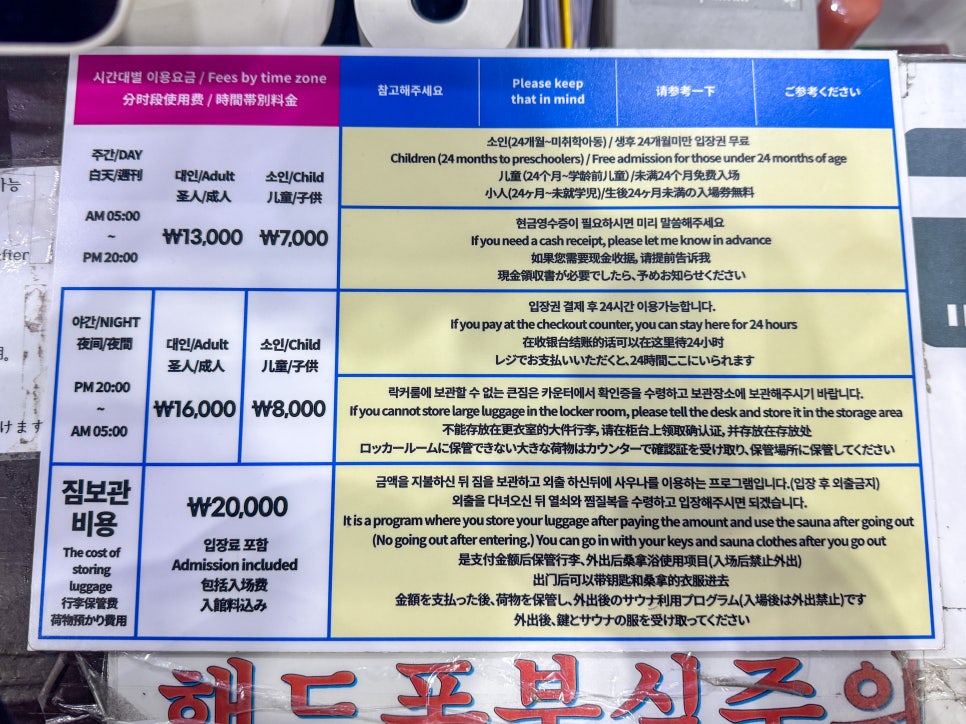 시간대별 이용요금 / Fees by time zone
分时段使用费 / 時間帯別料金
참고해주세요
Please keep
that in mind
请参考一下
ご参考ください
주간/DAY
白天/週刊
AM 05:00
~
PM 20:00
대인/Adult
圣人/成人
₩13,000
소인/Child
儿童/子供
₩7,000
소인(24개월~미취학아동) / 생후 24개월미만 입장권 무료
Children (24 months to preschoolers) / Free admission for those under 24 months of age
儿童 (24个月~学龄前儿童) /未满24个月免费入场
小人(24ヶ月~未就学児)/生後24ヶ月未満の入場券無料
현금영수증이 필요하시면 미리 말씀해주세요
If you need a cash receipt, please let me know in advance
如果您需要现金收据, 请提前告诉我
現金領収書が必要でしたら、予めお知らせください
야간/NIGHT
夜间/夜間
PM 20:00
~
AM 05:00
대인/Adult
圣人/成人
₩16,000
소인/Child
儿童/子供
₩8,000
입장권 결제 후 24시간 이용가능합니다.
If you pay at the checkout counter, you can stay here for 24 hours
在收银台结账的话可以在这里待24小时
レジでお支払いいただくと、24時間ここにいられます
락커룸에 보관할 수 없는 큰짐은 카운터에서 확인증을 수령하고 보관장소에 보관해주시기 바랍니다.
If you cannot store large luggage in the locker room, please tell the desk and store it in the storage area
不能存放在更衣室的大件行李, 请在柜台上领取确认证, 并存放在存放处
ロッカールームに保管できない大きな荷物はカウンターで確認証を受け取り、保管場所に保管してください
짐보관
비용
The cost of
storing
luggage
行李保管费
荷物預かり費用
₩20,000
입장료 포함
Admission included
包括入场费
入館料込み
금액을 지불하신 뒤 짐을 보관하고 외출 하신뒤에 사우나를 이용하는 프로그램입니다.(입장 후 외출금지)
외출을 다녀오신 뒤 열쇠와 찜질복을 수령하고 입장해주시면 되겠습니다.
It is a program where you store your luggage after paying the amount and use the sauna after going out
(No going out after entering.) You can go in with your keys and sauna clothes after you go out
是支付金额后保管行李、外出后桑拿浴使用项目(入场后禁止外出)
出门后可以带钥匙和桑拿的衣服进去
金額を支払った後、荷物を保管し、外出後のサウナ利用プログラム(入場後は外出禁止)です
外出後、鍵とサウナの服を受け取ってください
핸드폰분실주의